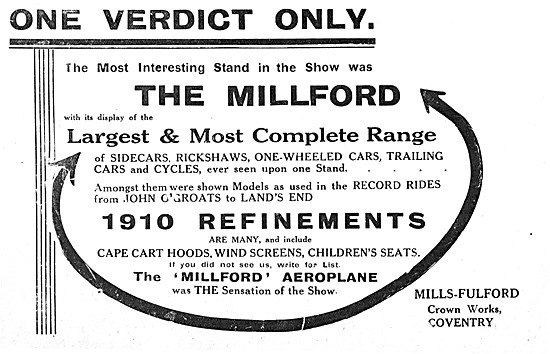 ONE VERDICT ONLY.
The Most Interesting Stand in the Show was
THE MILLFORD
with its display of the
Largest & Most Complete Range
of SIDECARS. RICKSHAWS, ONE-WHEELED CARS, TRAILING
CARS and CYCLES, ever seen upon one Stand. . . . .
Amongst them were shown Models as used in the RECORD RIDES
from JOHN O'GROATS to LAND'S END
1910 REFINEMENTS
ARE MANY, and include
CAPE CART HOODS, WIND SCREENS, CHILDREN'S SEATS.
If you did not see us, write for List.
The 'MILLFORD' AEROPLANE
was THE Sensation of the Show.
MILLS-FULFORD
Crown Works,
COVENTRY